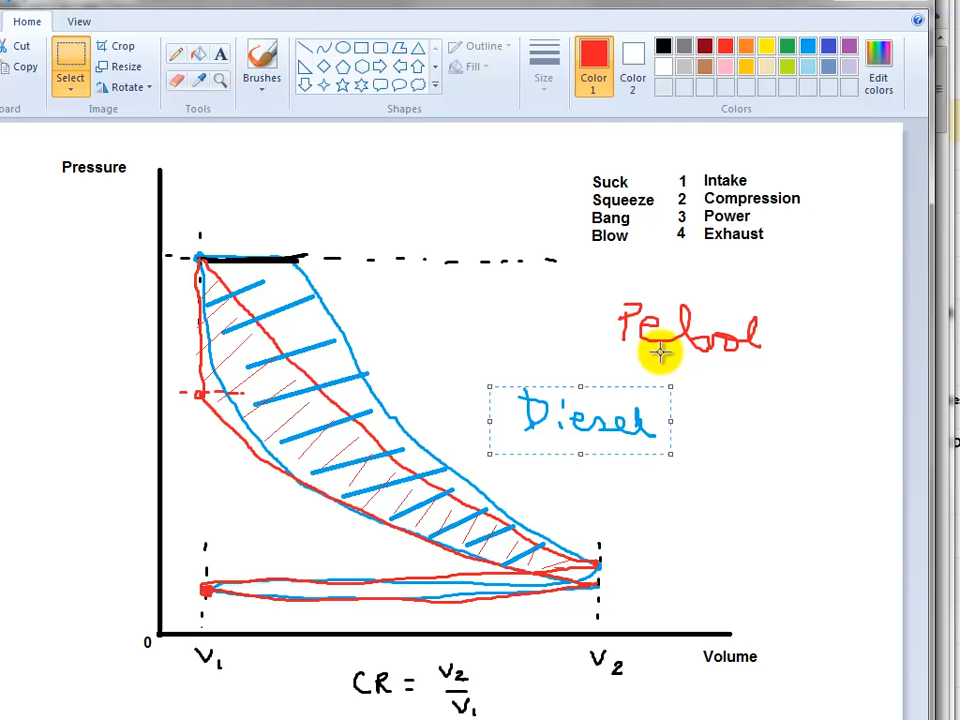 Home View
Cut
Copy
Select
Crop
Resize
Rotate
Brushes
A
Outline
Fill
Size
Color 1
Color 2
Edit colors
Image
Tools
Shapes
Colors
Pressure
Suck 1 Intake
Squeeze 2 Compression
Bang 3 Power
Blow 4 Exhaust
Diesel
0
V1
V2
Volume
CR = V2/V1